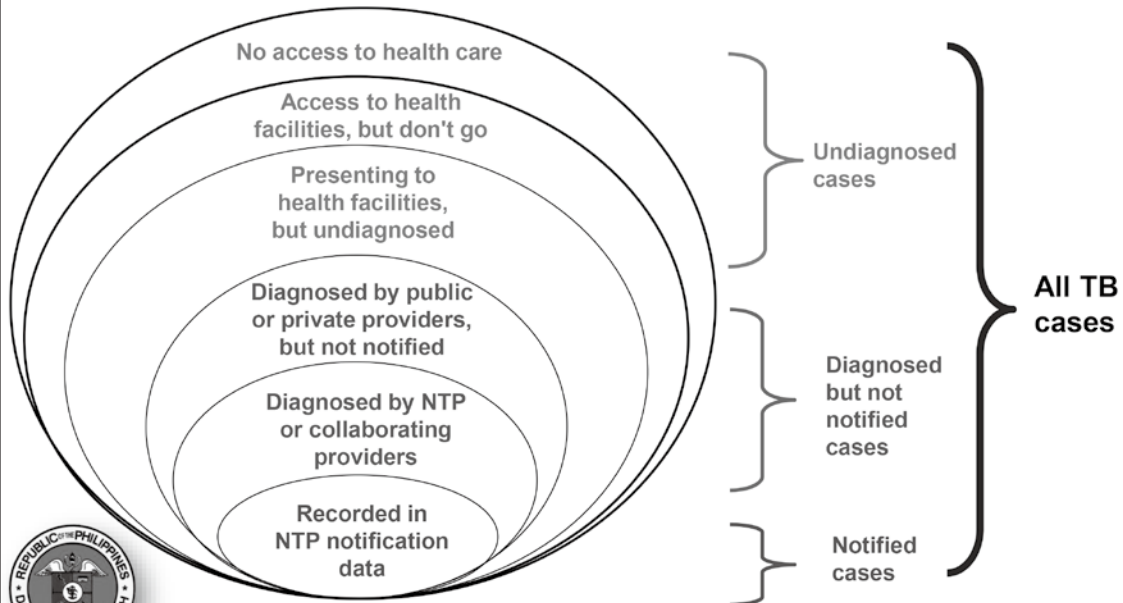 No access to health care
Access to health
facilities, but don't go
Presenting to
health facilities,
but undiagnosed
Diagnosed by public
or private providers,
but not notified
Diagnosed by NTP
or collaborating
providers
Recorded in
NTP notification
data
Undiagnosed
cases
Diagnosed
but not
notified
cases
Notified
cases
All TB
cases
REPUBLIC OF THE PHILIPPINES